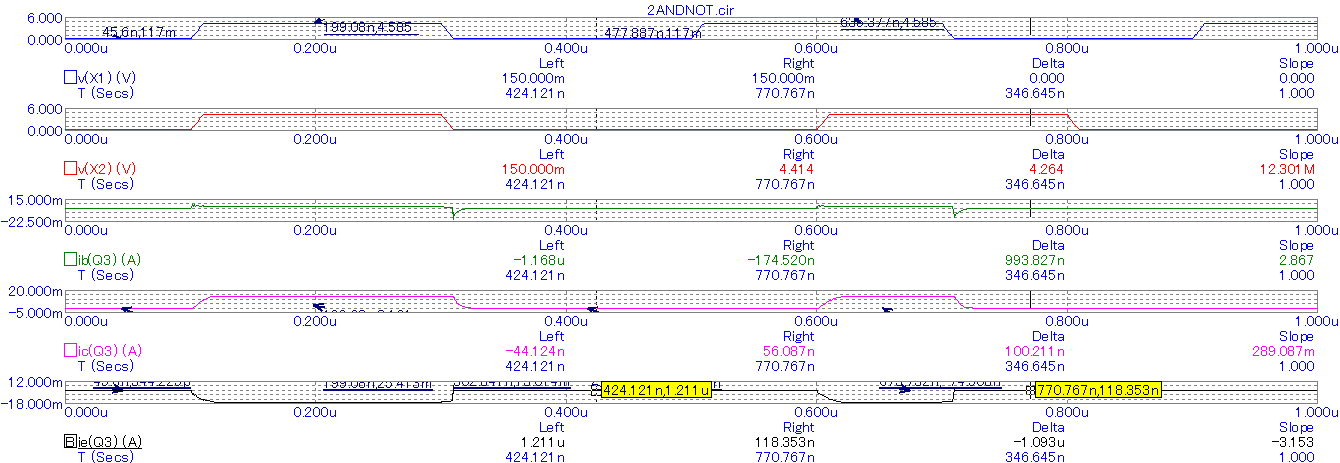 2ANDNOT.cir
6.000
0.000
45.6n,117m 199.08n,4.585 477.887n,117m 636.377n,4.585
0.000u 0.200u 0.400u 0.600u 0.800u 1.000u
Left Right Delta Slope
v(X1) (V) 150.000m 150.000m 0.000 0.000
T (Secs) 424.121n 770.767n 346.645n 1.000
6.000
0.000
0.000u 0.200u 0.400u 0.600u 0.800u 1.000u
Left Right Delta Slope
v(X2) (V) 150.000m 4.414 4.264 12.301M
T (Secs) 424.121n 770.767n 346.645n 1.000
15.000m
-22.500m
0.000u 0.200u 0.400u 0.600u 0.800u 1.000u
Left Right Delta Slope
ib(Q3) (A) -1.168u -174.520n 993.827n 2.867
T (Secs) 424.121n 770.767n 346.645n 1.000
20.000m
-5.000m
0.000u 0.200u 0.400u 0.600u 0.800u 1.000u
Left Right Delta Slope
ic(Q3) (A) -44.124n 56.087n 100.211n 289.087m
T (Secs) 424.121n 770.767n 346.645n 1.000
12.000m
-18.000m
199.08n,25.413m 424.121n,1.211u 770.767n,118.353n
0.000u 0.200u 0.400u 0.600u 0.800u 1.000u
Left Right Delta Slope
ie(Q3) (A) 1.211u 118.353n -1.093u -3.153
T (Secs) 424.121n 770.767n 346.645n 1.000